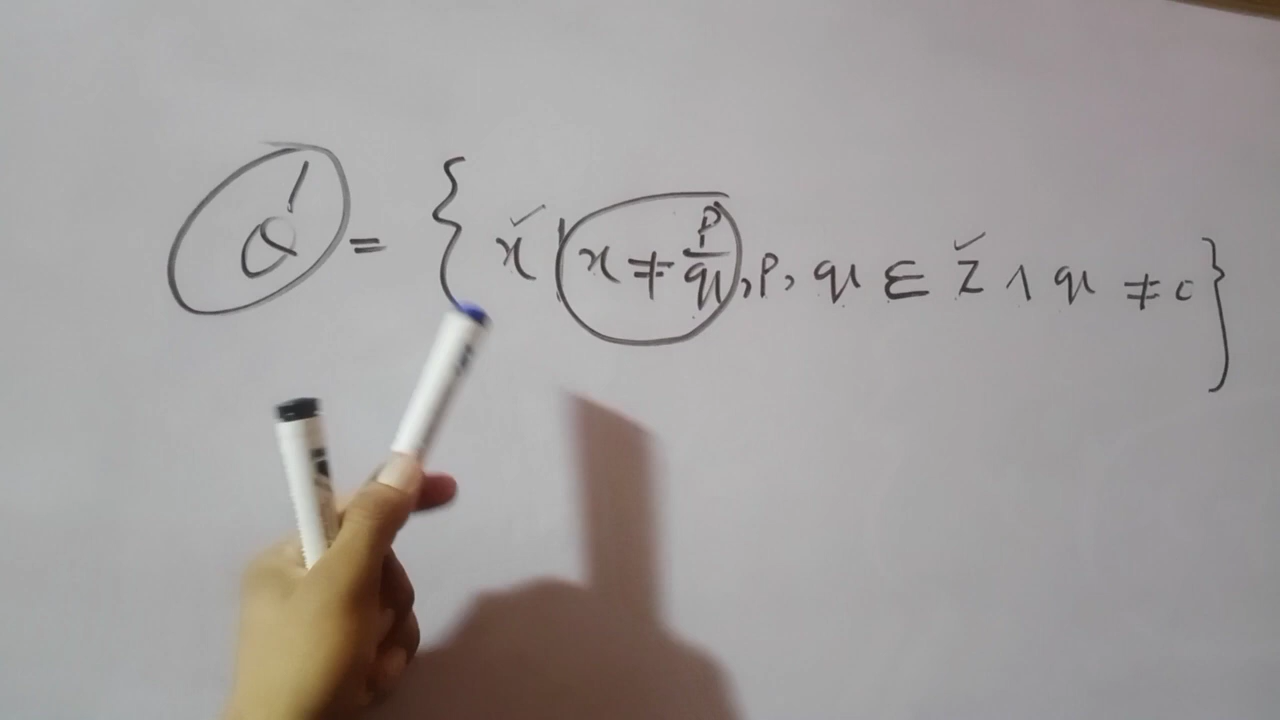 Q' = { x | x ≠ p/q, p, q ∈ Z ∧ q ≠ 0 }